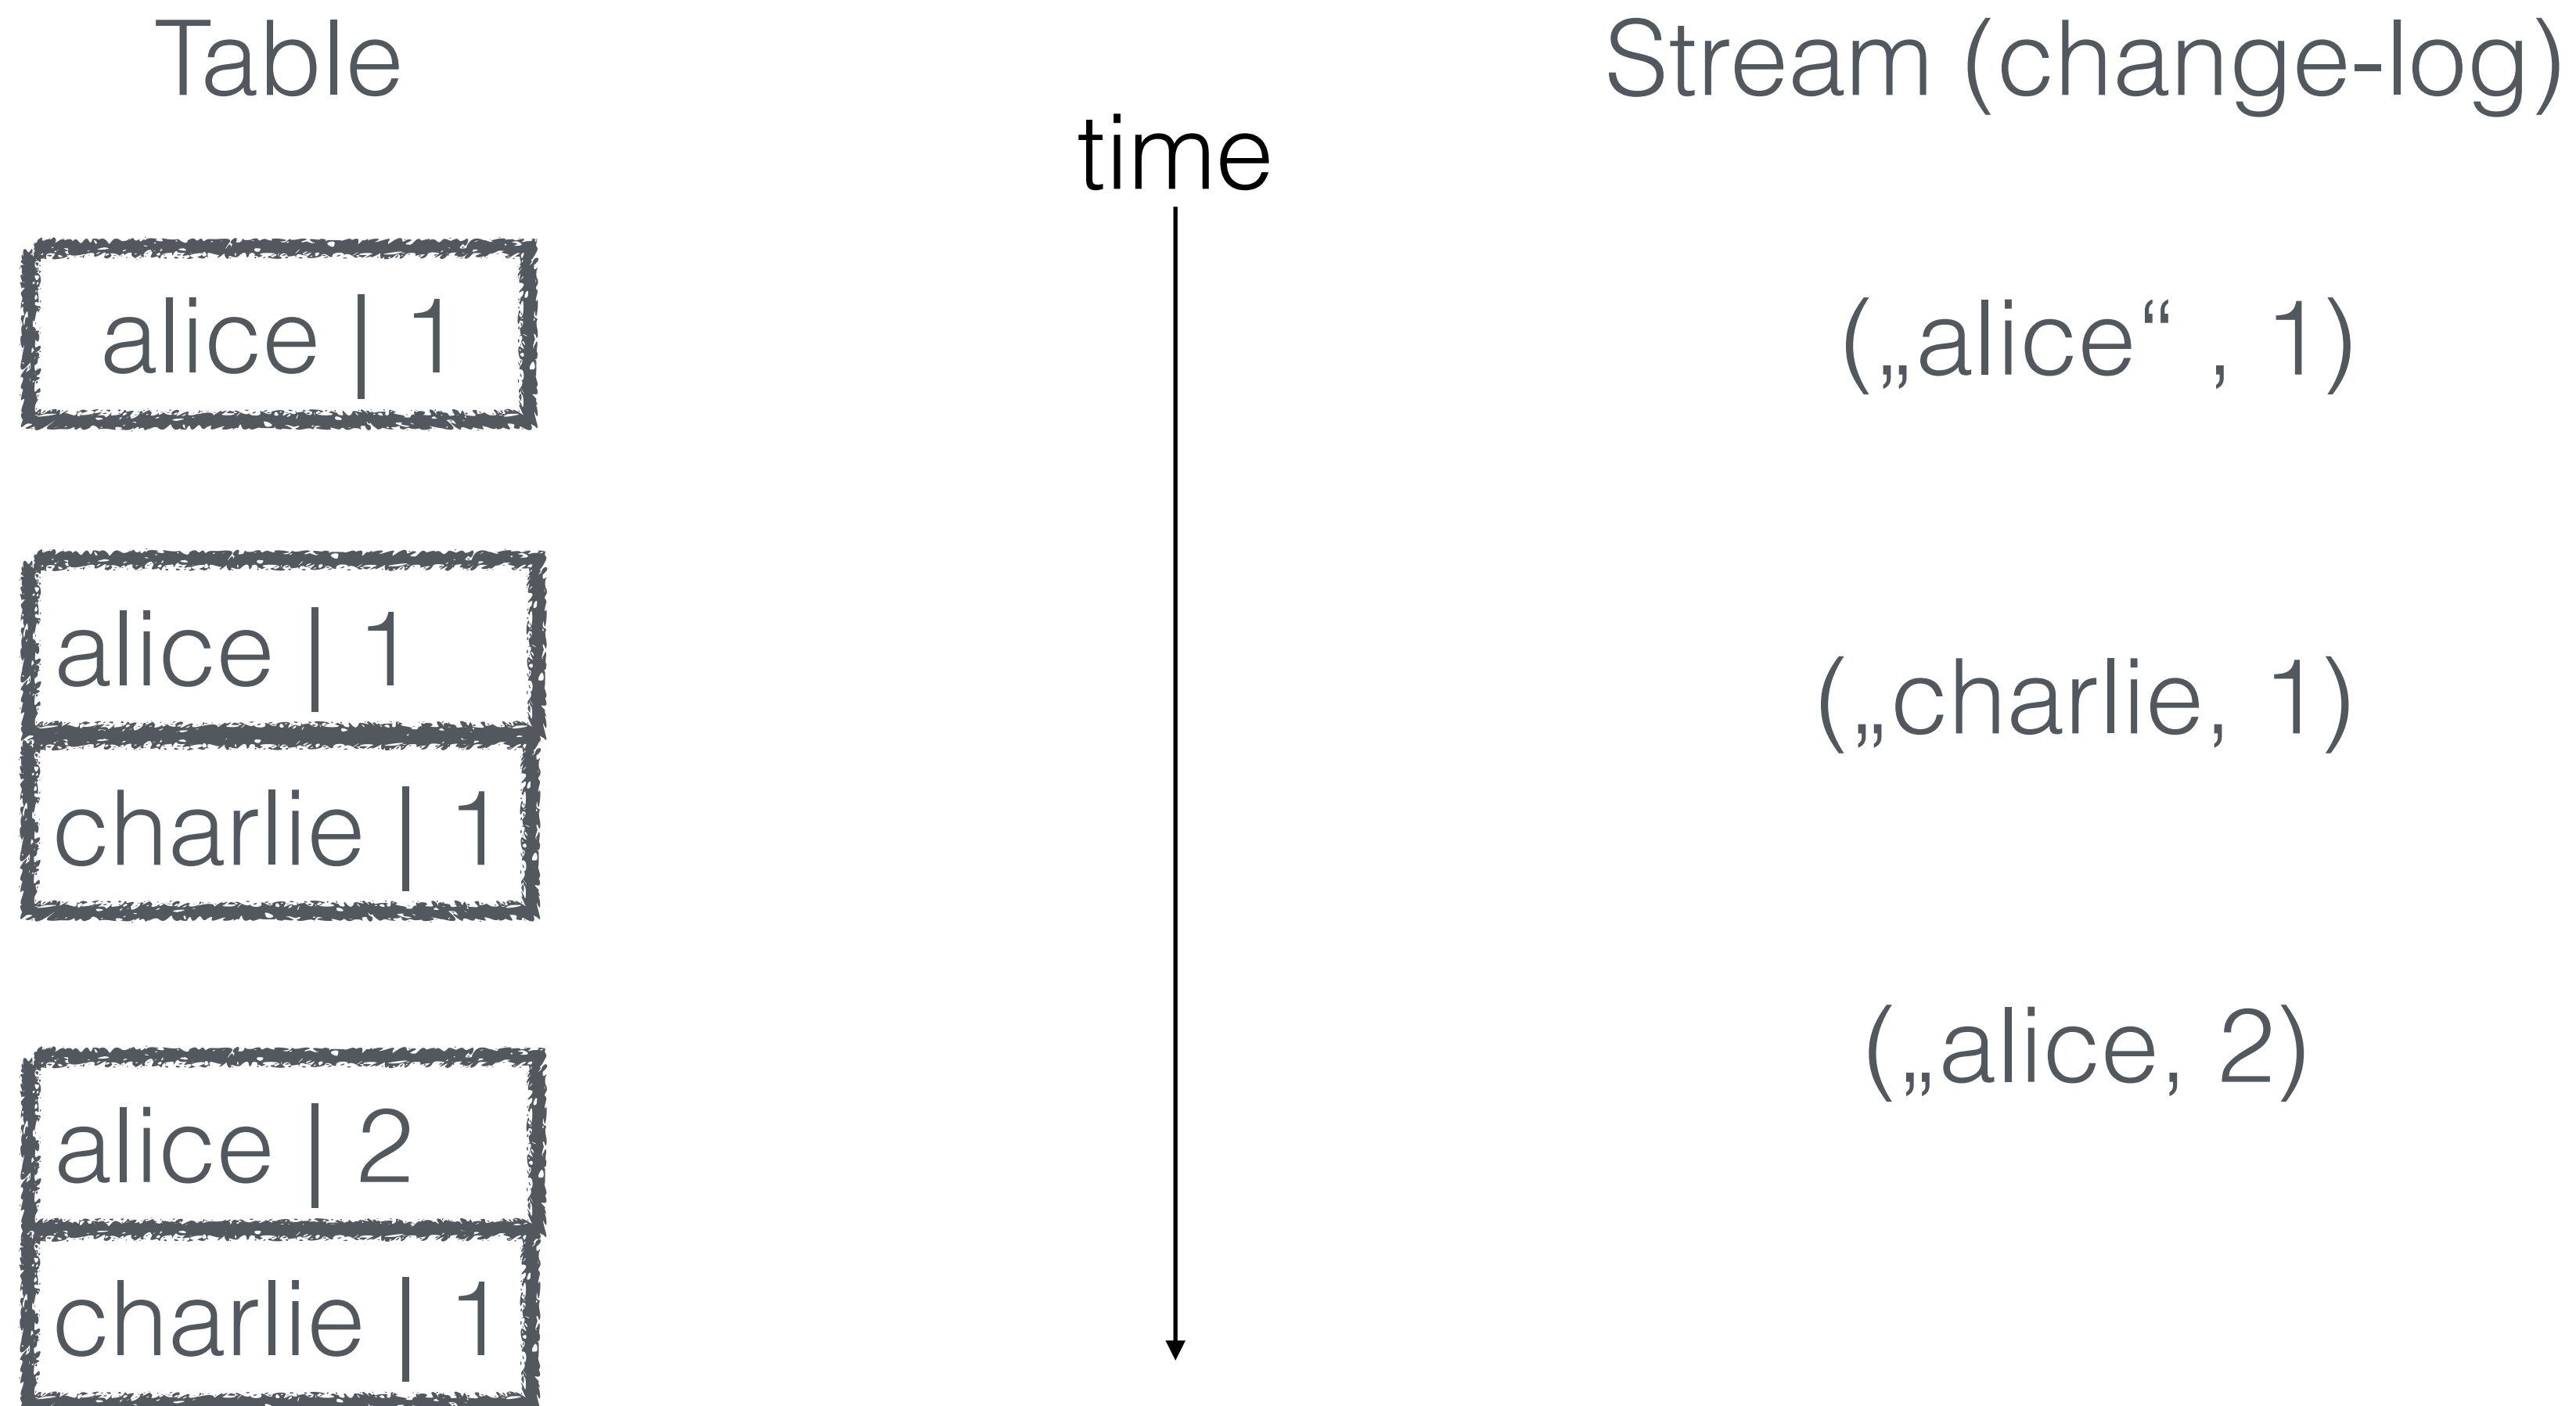 Table
Stream (change-log)
time
alice | 1
(„alice“ , 1)
alice | 1
charlie | 1
(„charlie, 1)
alice | 2
charlie | 1
(„alice, 2)